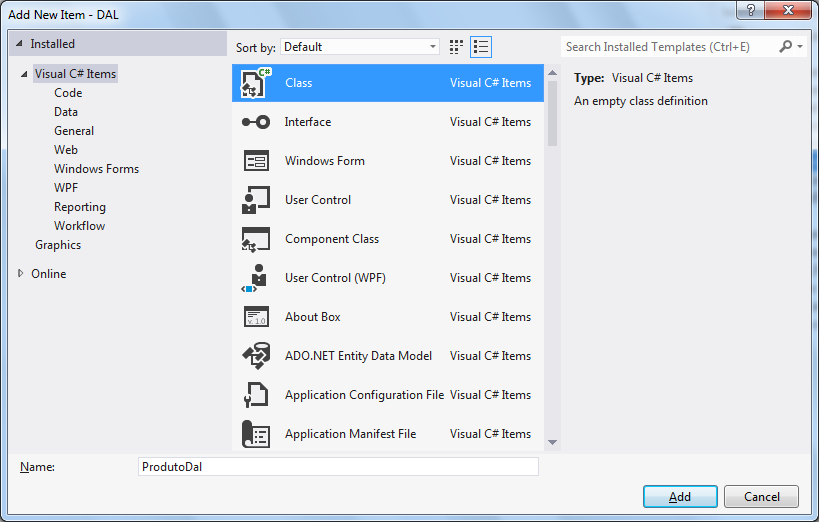 Add New Item - DAL
Installed
Sort by: Default
Search Installed Templates (Ctrl+E)
Visual C# Items
Code
Data
General
Web
Windows Forms
WPF
Reporting
Workflow
Graphics
Online
C#
Class Visual C# Items
Interface Visual C# Items
Windows Form Visual C# Items
User Control Visual C# Items
Component Class Visual C# Items
User Control (WPF) Visual C# Items
v. 1.0
About Box Visual C# Items
ADO.NET Entity Data Model Visual C# Items
Application Configuration File Visual C# Items
Application Manifest File Visual C# Items
Type: Visual C# Items
An empty class definition
Name: ProdutoDal
Add Cancel